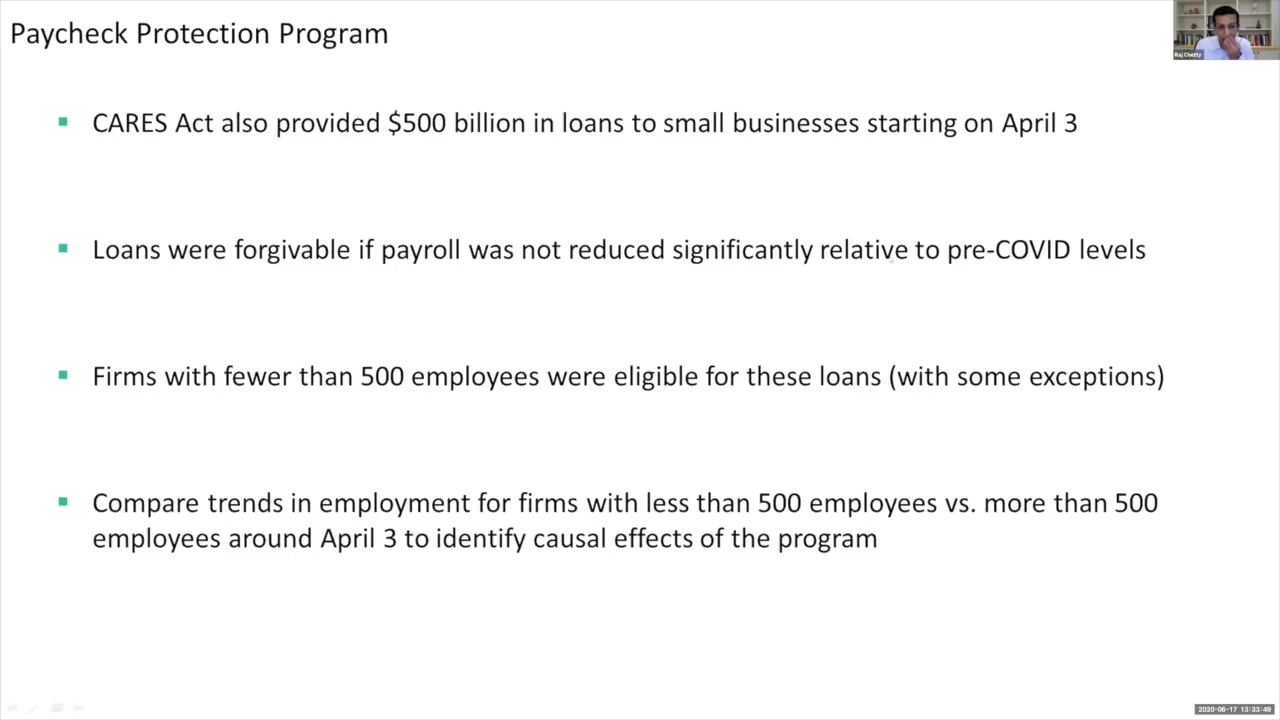 Paycheck Protection Program
Raj Chetty
▪ CARES Act also provided $500 billion in loans to small businesses starting on April 3
▪ Loans were forgivable if payroll was not reduced significantly relative to pre-COVID levels
▪ Firms with fewer than 500 employees were eligible for these loans (with some exceptions)
▪ Compare trends in employment for firms with less than 500 employees vs. more than 500
employees around April 3 to identify causal effects of the program
2020-06-17 13:33:49